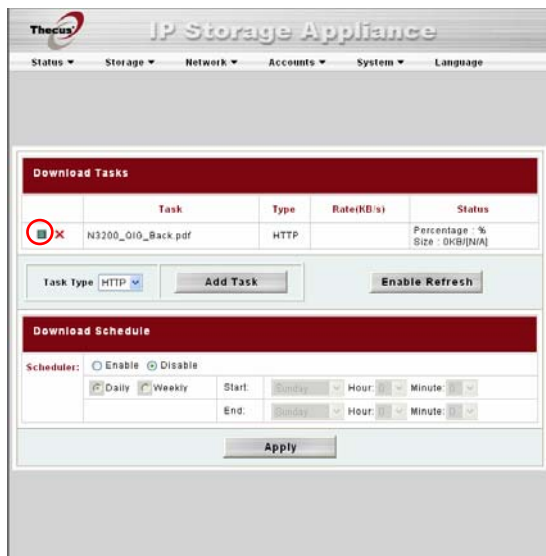 Thecus
IP Storage Appliance
Status Storage Network Accounts System Language
Download Tasks
Task Type Rate(KB/s) Status
N3200_QIG_Back.pdf HTTP Percentage : %
Size : 0KB/[N/A]
Task Type HTTP Add Task Enable Refresh
Download Schedule
Scheduler: Enable Disable
Daily Weekly Start: Sunday Hour: 0 Minute: 0
End: Sunday Hour: 0 Minute: 0
Apply